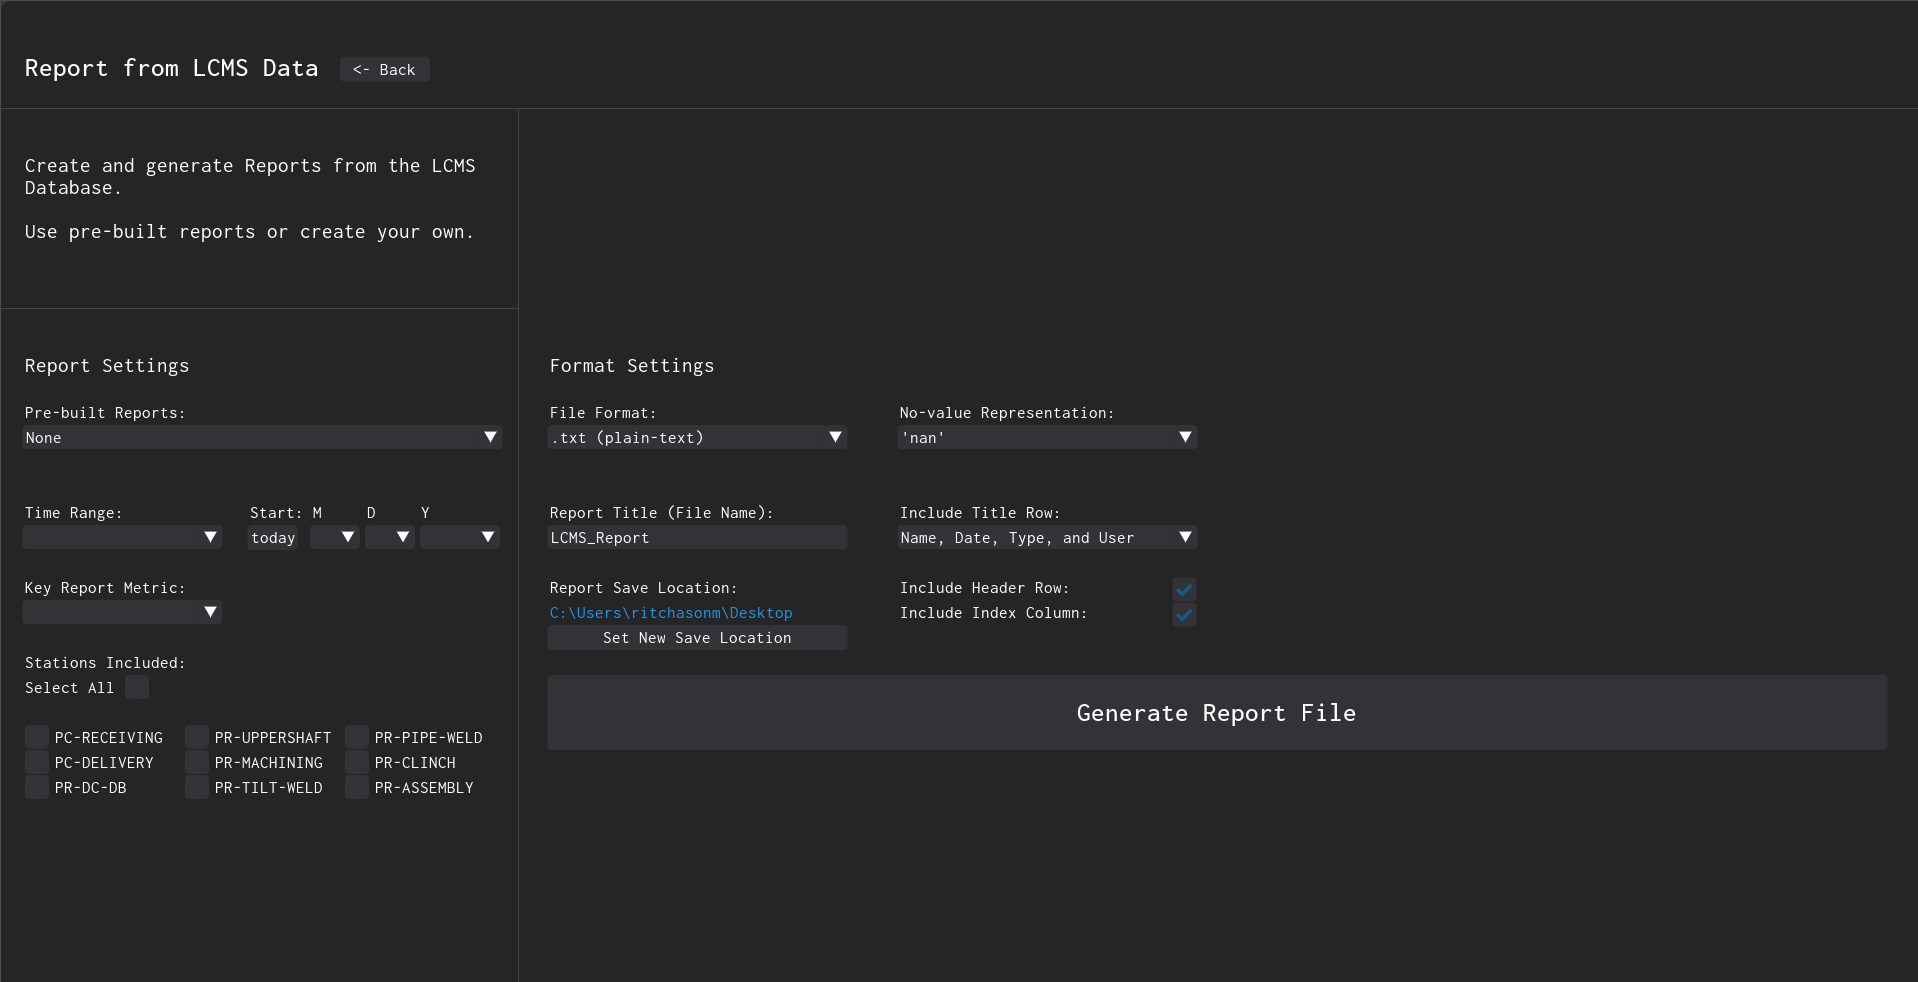 Report from LCMS Data <- Back
Create and generate Reports from the LCMS
Database.
Use pre-built reports or create your own.
Report Settings
Pre-built Reports:
None
Time Range: Start: M D Y
today
Key Report Metric:
Stations Included:
Select All
PC-RECEIVING PR-UPPERSHAFT PR-PIPE-WELD
PC-DELIVERY PR-MACHINING PR-CLINCH
PR-DC-DB PR-TILT-WELD PR-ASSEMBLY
Format Settings
File Format: No-value Representation:
.txt (plain-text) 'nan'
Report Title (File Name): Include Title Row:
LCMS_Report Name, Date, Type, and User
Report Save Location: Include Header Row:
C:\Users\ritchasonm\Desktop Include Index Column:
Set New Save Location
Generate Report File